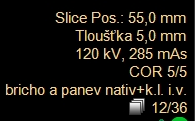 Slice Pos.: 55,0 mm
Tloušťka 5,0 mm
120 kV, 285 mAs
COR 5/5
bricho a panev nativ+k.l. i.v.
12/36